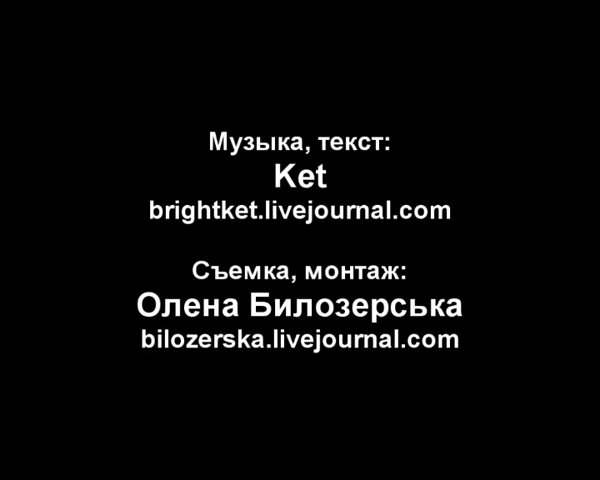 Музыка, текст:
Ket
brightket.livejournal.com
Съемка, монтаж:
Олена Билозерська
bilozerska.livejournal.com